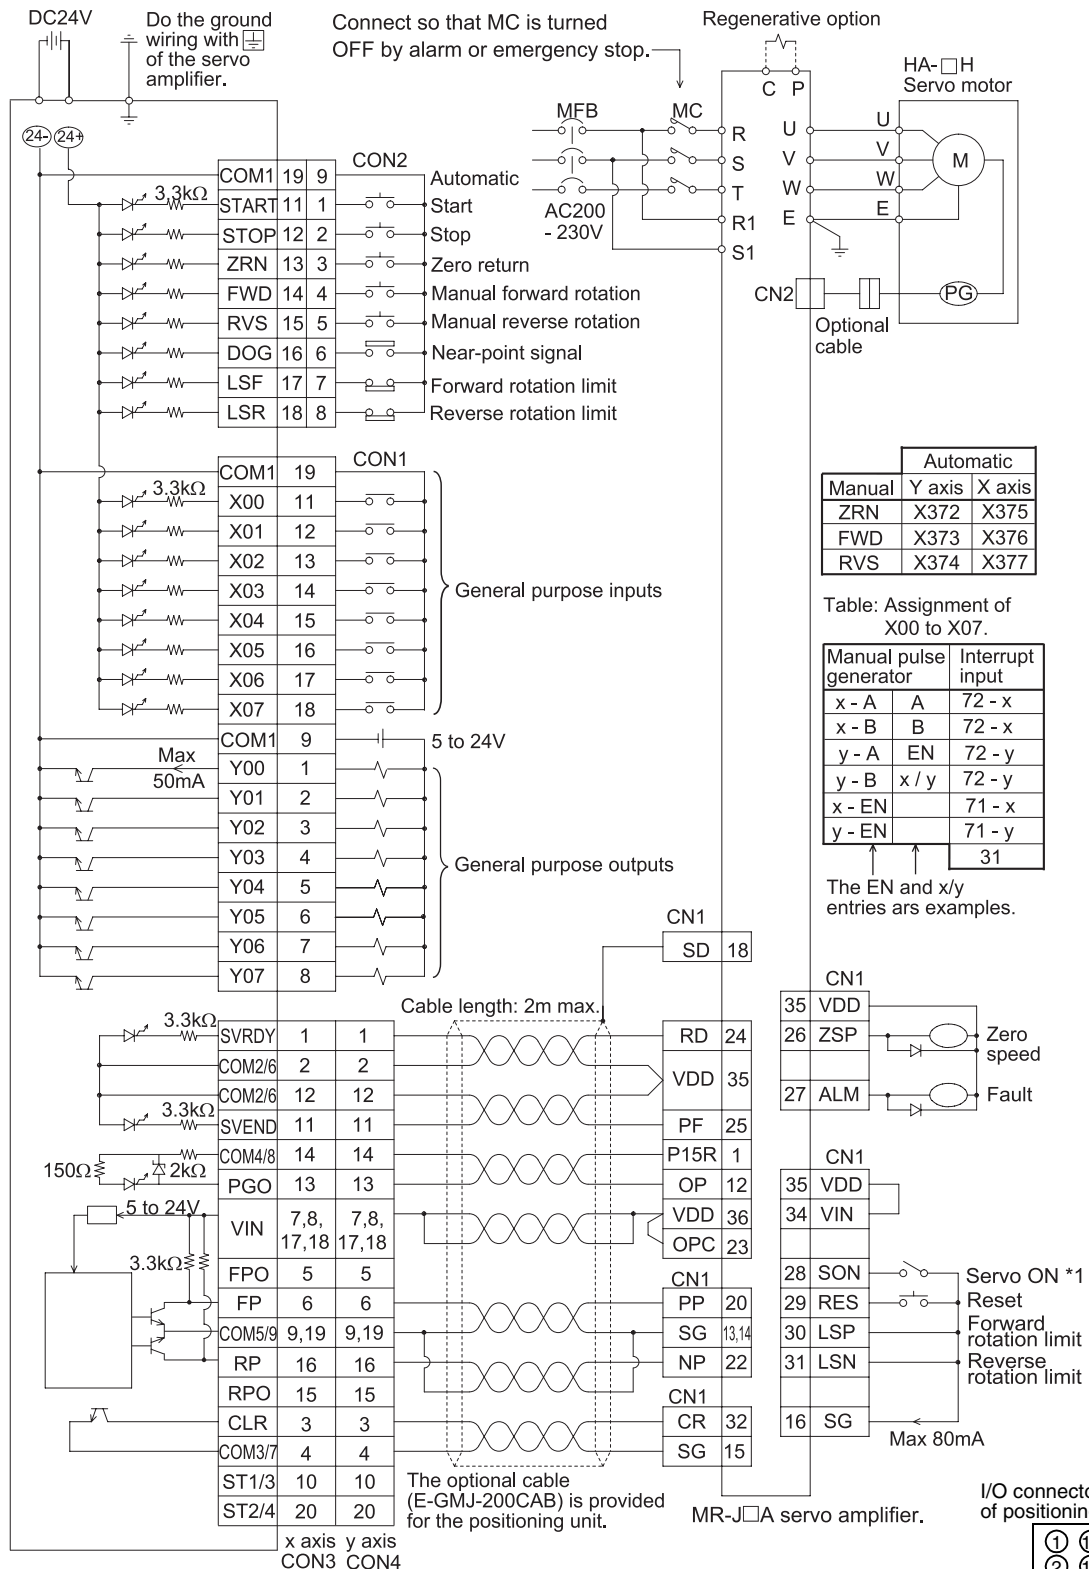 DC24V
Do the ground
wiring with
of the servo
amplifier.
Connect so that MC is turned
OFF by alarm or emergency stop.
Regenerative option
HA-□H
Servo motor
C P
24- 24+
MFB MC
R U U
S V V M
T W W
R1 E E
S1
AC200
- 230V
CN2 PG
Optional
cable
CON2
COM1 19 9 Automatic
3.3kΩ START 11 1 Start
STOP 12 2 Stop
ZRN 13 3 Zero return
FWD 14 4 Manual forward rotation
RVS 15 5 Manual reverse rotation
DOG 16 6 Near-point signal
LSF 17 7 Forward rotation limit
LSR 18 8 Reverse rotation limit
CON1
COM1 19
3.3kΩ X00 11
X01 12
X02 13
X03 14
General purpose inputs
X04 15
X05 16
X06 17
X07 18
COM1 9 5 to 24V
Max
50mA
Y00 1
Y01 2
Y02 3
Y03 4
General purpose outputs
Y04 5
Y05 6
Y06 7
Y07 8
Automatic
Manual Y axis X axis
ZRN X372 X375
FWD X373 X376
RVS X374 X377
Table: Assignment of
X00 to X07.
Manual pulse Interrupt
generator input
x - A A 72 - x
x - B B 72 - x
y - A EN 72 - y
y - B x / y 72 - y
x - EN 71 - x
y - EN 71 - y
31
The EN and x/y
entries ars examples.
CN1
SD 18
Cable length: 2m max.
3.3kΩ SVRDY 1 1 RD 24
COM2/6 2 2 VDD 35
COM2/6 12 12
3.3kΩ SVEND 11 11 PF 25
COM4/8 14 14 P15R 1
150Ω 2kΩ PGO 13 13 OP 12
5 to 24V VIN 7,8, 7,8, VDD 36
17,18 17,18 OPC 23
3.3kΩ FPO 5 5 CN1
FP 6 6 PP 20
COM5/9 9,19 9,19 SG 13,14
RP 16 16 NP 22
RPO 15 15 CN1
CLR 3 3 CR 32
COM3/7 4 4 SG 15
ST1/3 10 10
ST2/4 20 20
x axis y axis
CON3 CON4
The optional cable
(E-GMJ-200CAB) is provided
for the positioning unit.
MR-J□A servo amplifier.
CN1
35 VDD
26 ZSP Zero
speed
27 ALM Fault
CN1
35 VDD
34 VIN
28 SON Servo ON *1
29 RES Reset
30 LSP Forward
rotation limit
31 LSN Reverse
rotation limit
16 SG
Max 80mA
of positionin